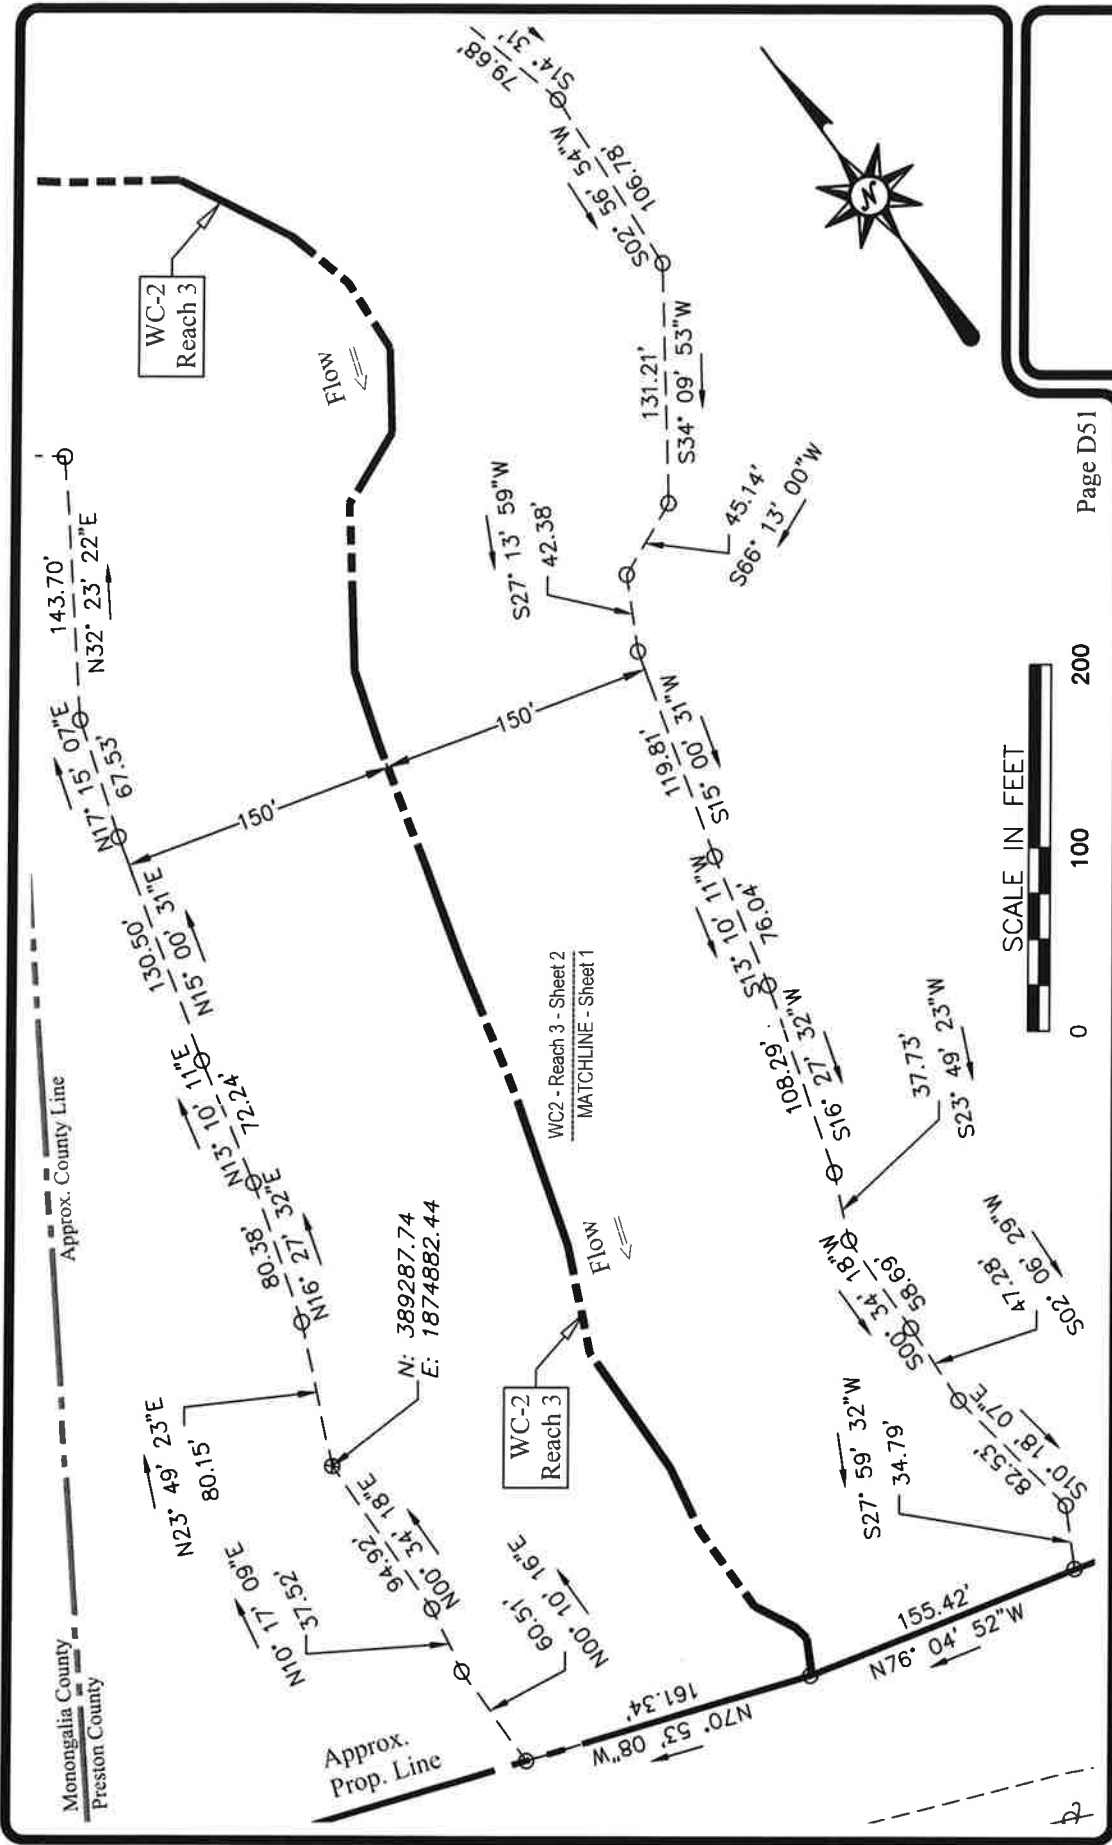 Monongalia County
Preston County
Approx. County Line
N32° 23' 22"E
143.70'
N17° 15' 07"E
67.53'
130.50'
N15° 00' 31"E
N13° 10' 11"E
72.24'
80.38'
N16° 27' 32"E
N23° 49' 23"E
80.15'
N: 389287.74
E: 1874882.44
94.92'
N00° 34' 18"E
N10° 17' 09"E
37.52'
60.51'
N00° 10' 16"E
Approx.
Prop. Line
161.34'
N70° 53' 08"W
155.42'
N76° 04' 52"W
WC-2
Reach 3
Flow
150'
150'
WC2 - Reach 3 - Sheet 2
MATCHLINE - Sheet 1
WC-2
Reach 3
Flow
79.68'
S14° 31'
S02° 56' 54"W
106.78'
131.21'
S34° 09' 53"W
45.14'
S66° 13' 00"W
S27° 13' 59"W
42.38'
119.81'
S15° 00' 31"W
S13° 10' 11"W
76.04'
108.29'
S16° 27' 32"W
37.73'
S23° 49' 23"W
S00° 34' 18"W
58.69'
47.28'
S02° 06' 29"W
82.53'
S10° 18' 07"E
S27° 59' 32"W
34.79'
N
SCALE IN FEET
0 100 200
Page D51